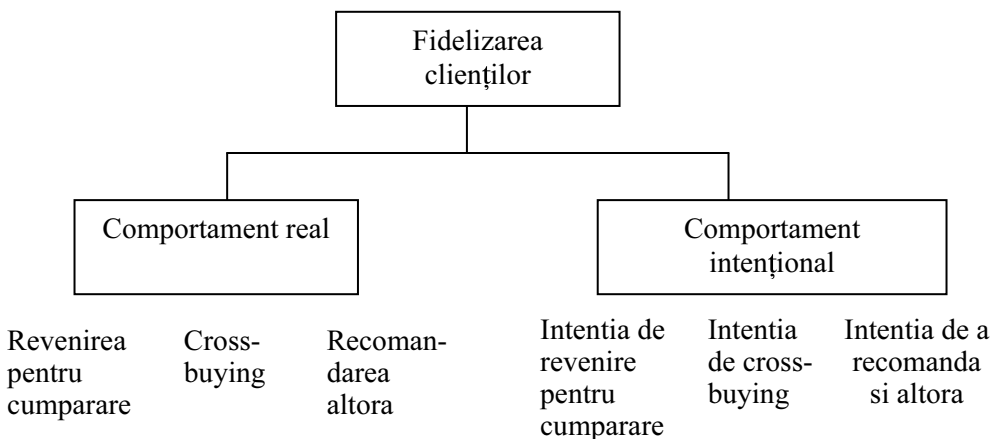 Fidelizarea
clienților
Comportament real
Comportament
intențional
Revenirea
pentru
cumparare
Cross-
buying
Recoman-
darea
altora
Intentia de
revenire
pentru
cumparare
Intentia
de cross-
buying
Intentia de a
recomanda
si altora